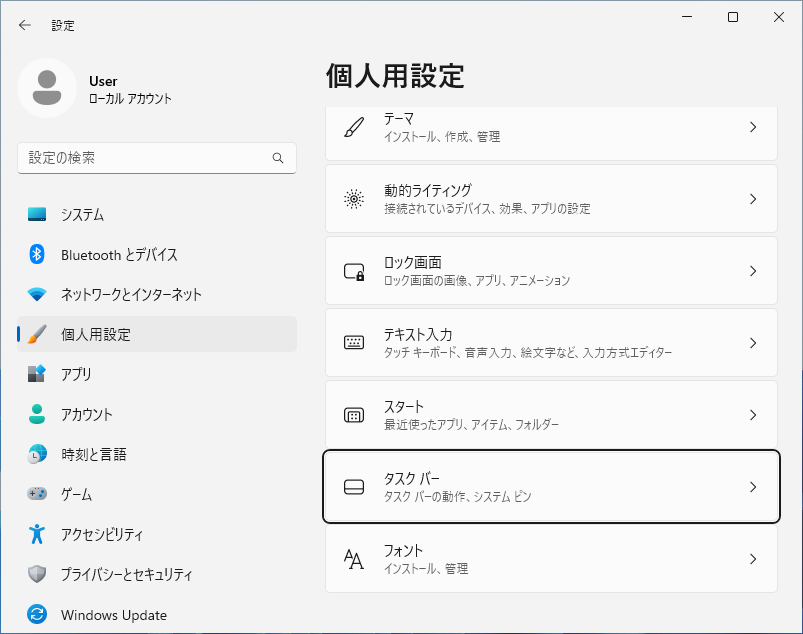 設定
User
ローカル アカウント
設定の検索
システム
Bluetooth とデバイス
ネットワークとインターネット
個人用設定
アプリ
アカウント
時刻と言語
ゲーム
アクセシビリティ
プライバシーとセキュリティ
Windows Update
個人用設定
テーマ
インストール、作成、管理
動的ライティング
接続されているデバイス、効果、アプリの設定
ロック画面
ロック画面の画像、アプリ、アニメーション
テキスト入力
タッチ キーボード、音声入力、絵文字など、入力方式エディター
スタート
最近使ったアプリ、アイテム、フォルダー
タスク バー
タスク バーの動作、システム ピン
フォント
インストール、管理